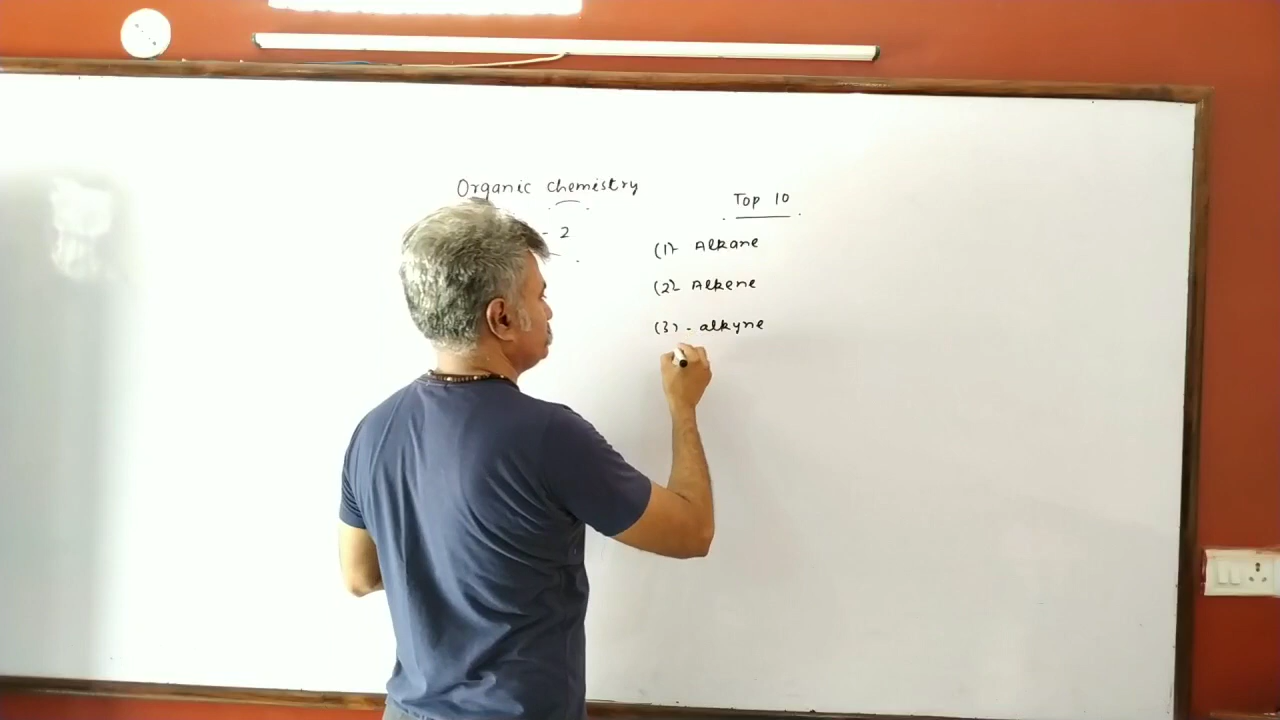 Organic chemistry
- 2
Top 10
(1)- Alkane
(2)- Alkene
(3) - alkyne